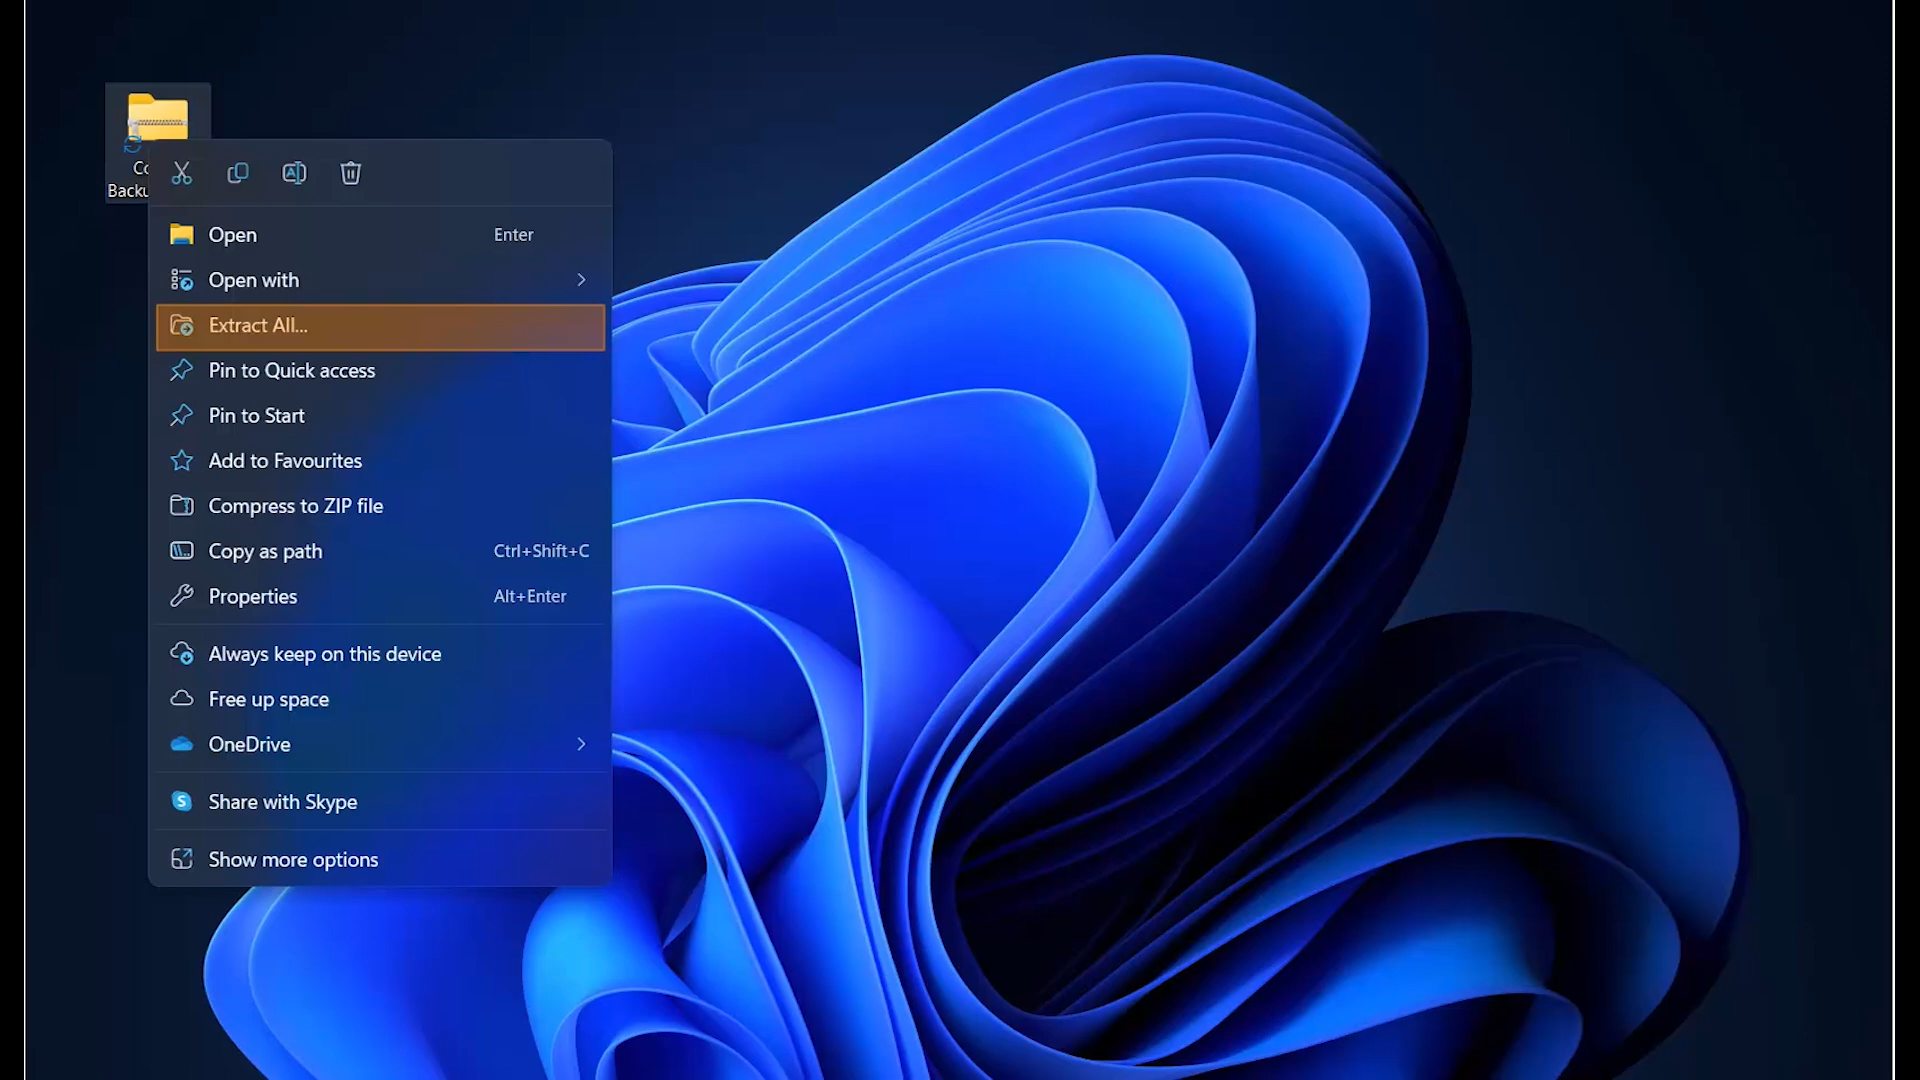 Open Enter
Open with
Extract All...
Pin to Quick access
Pin to Start
Add to Favourites
Compress to ZIP file
Copy as path Ctrl+Shift+C
Properties Alt+Enter
Always keep on this device
Free up space
OneDrive
Share with Skype
Show more options